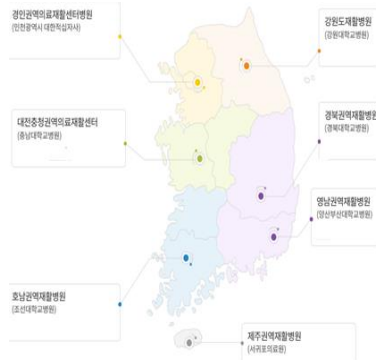 경인권역의료재활센터병원
(인천광역시 대한적십자사)
강원도재활병원
(강원대학교병원)
대전충청권역의료재활센터
(충남대학교병원)
경북권역재활병원
(경북대학교병원)
영남권역재활병원
(양산부산대학교병원)
호남권역재활병원
(조선대학교병원)
제주권역재활병원
(서귀포의료원)